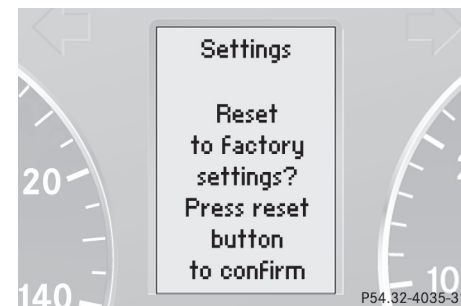 Settings
Reset
to factory
settings?
Press reset
button
to confirm
20
140
10
P54.32-4035-31